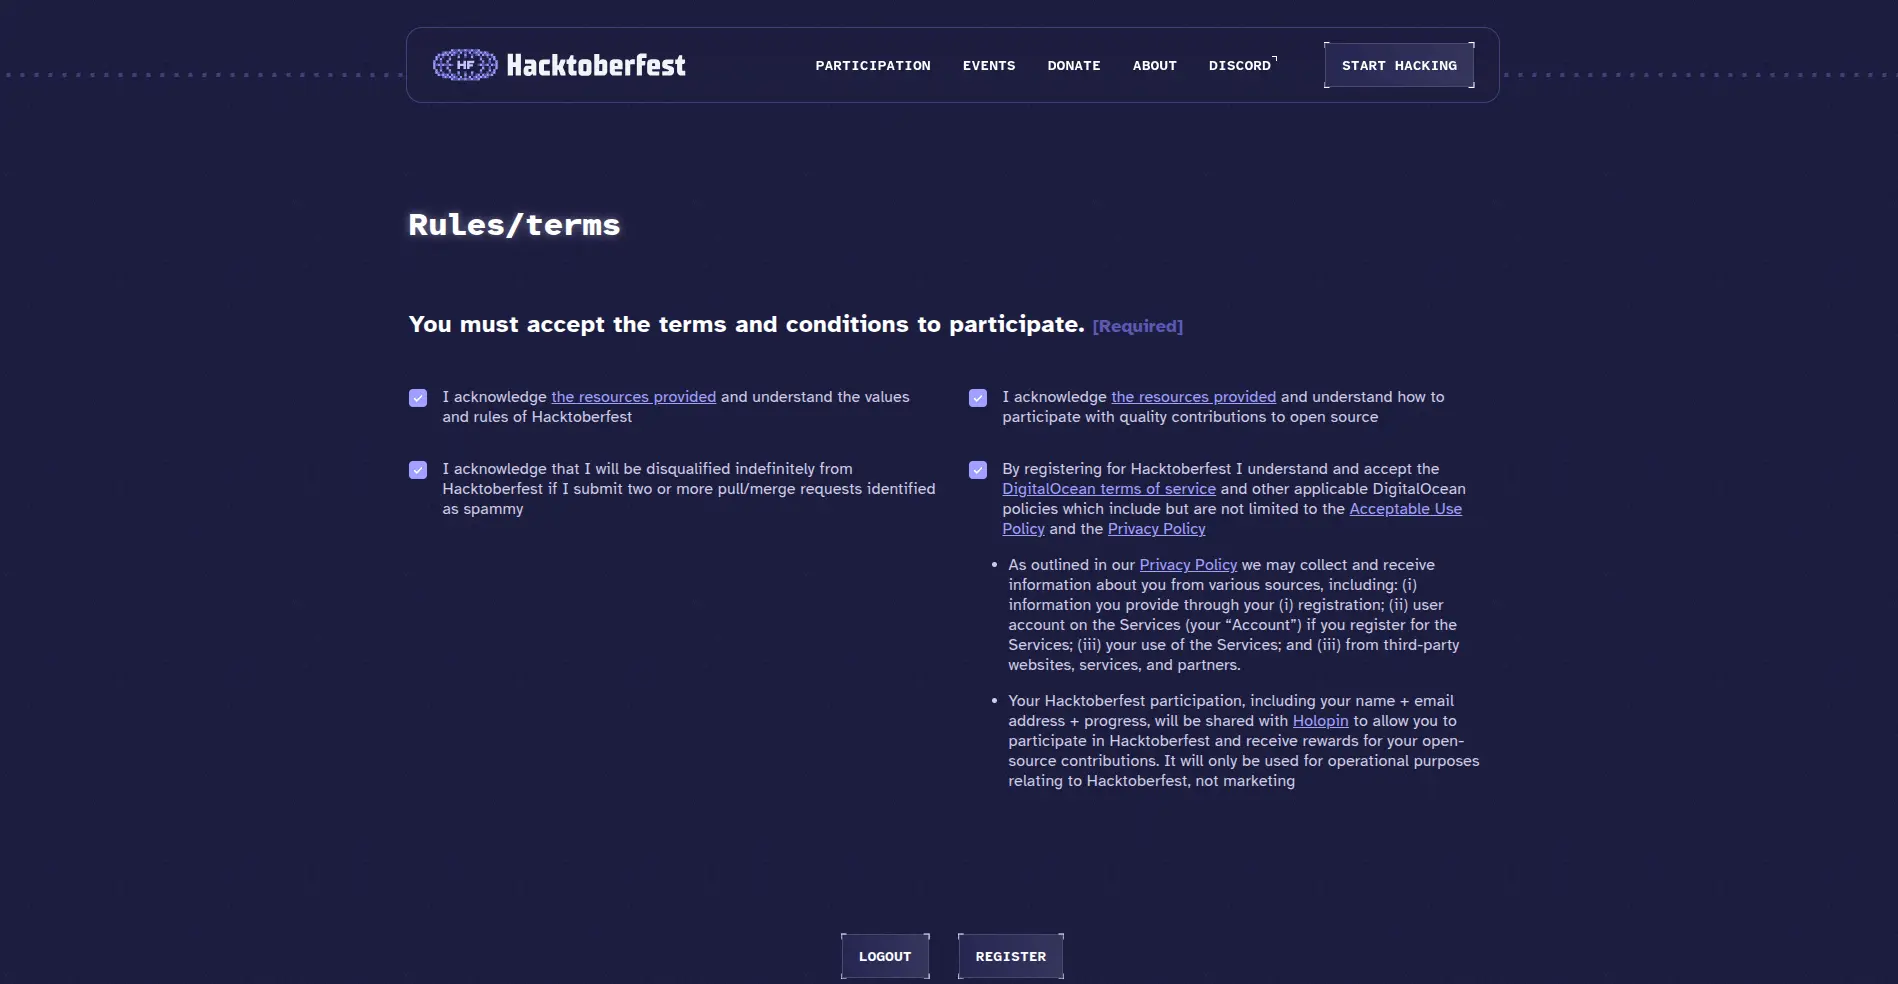 HF Hacktoberfest PARTICIPATION EVENTS DONATE ABOUT DISCORD START HACKING
Rules/terms
You must accept the terms and conditions to participate. [Required]
I acknowledge the resources provided and understand the values
and rules of Hacktoberfest
I acknowledge the resources provided and understand how to
participate with quality contributions to open source
I acknowledge that I will be disqualified indefinitely from
Hacktoberfest if I submit two or more pull/merge requests identified
as spammy
By registering for Hacktoberfest I understand and accept the
DigitalOcean terms of service and other applicable DigitalOcean
policies which include but are not limited to the Acceptable Use
Policy and the Privacy Policy
• As outlined in our Privacy Policy we may collect and receive
information about you from various sources, including: (i)
information you provide through your (i) registration; (ii) user
account on the Services (your “Account”) if you register for the
Services; (iii) your use of the Services; and (iii) from third-party
websites, services, and partners.
• Your Hacktoberfest participation, including your name + email
address + progress, will be shared with Holopin to allow you to
participate in Hacktoberfest and receive rewards for your open-
source contributions. It will only be used for operational purposes
relating to Hacktoberfest, not marketing
LOGOUT REGISTER